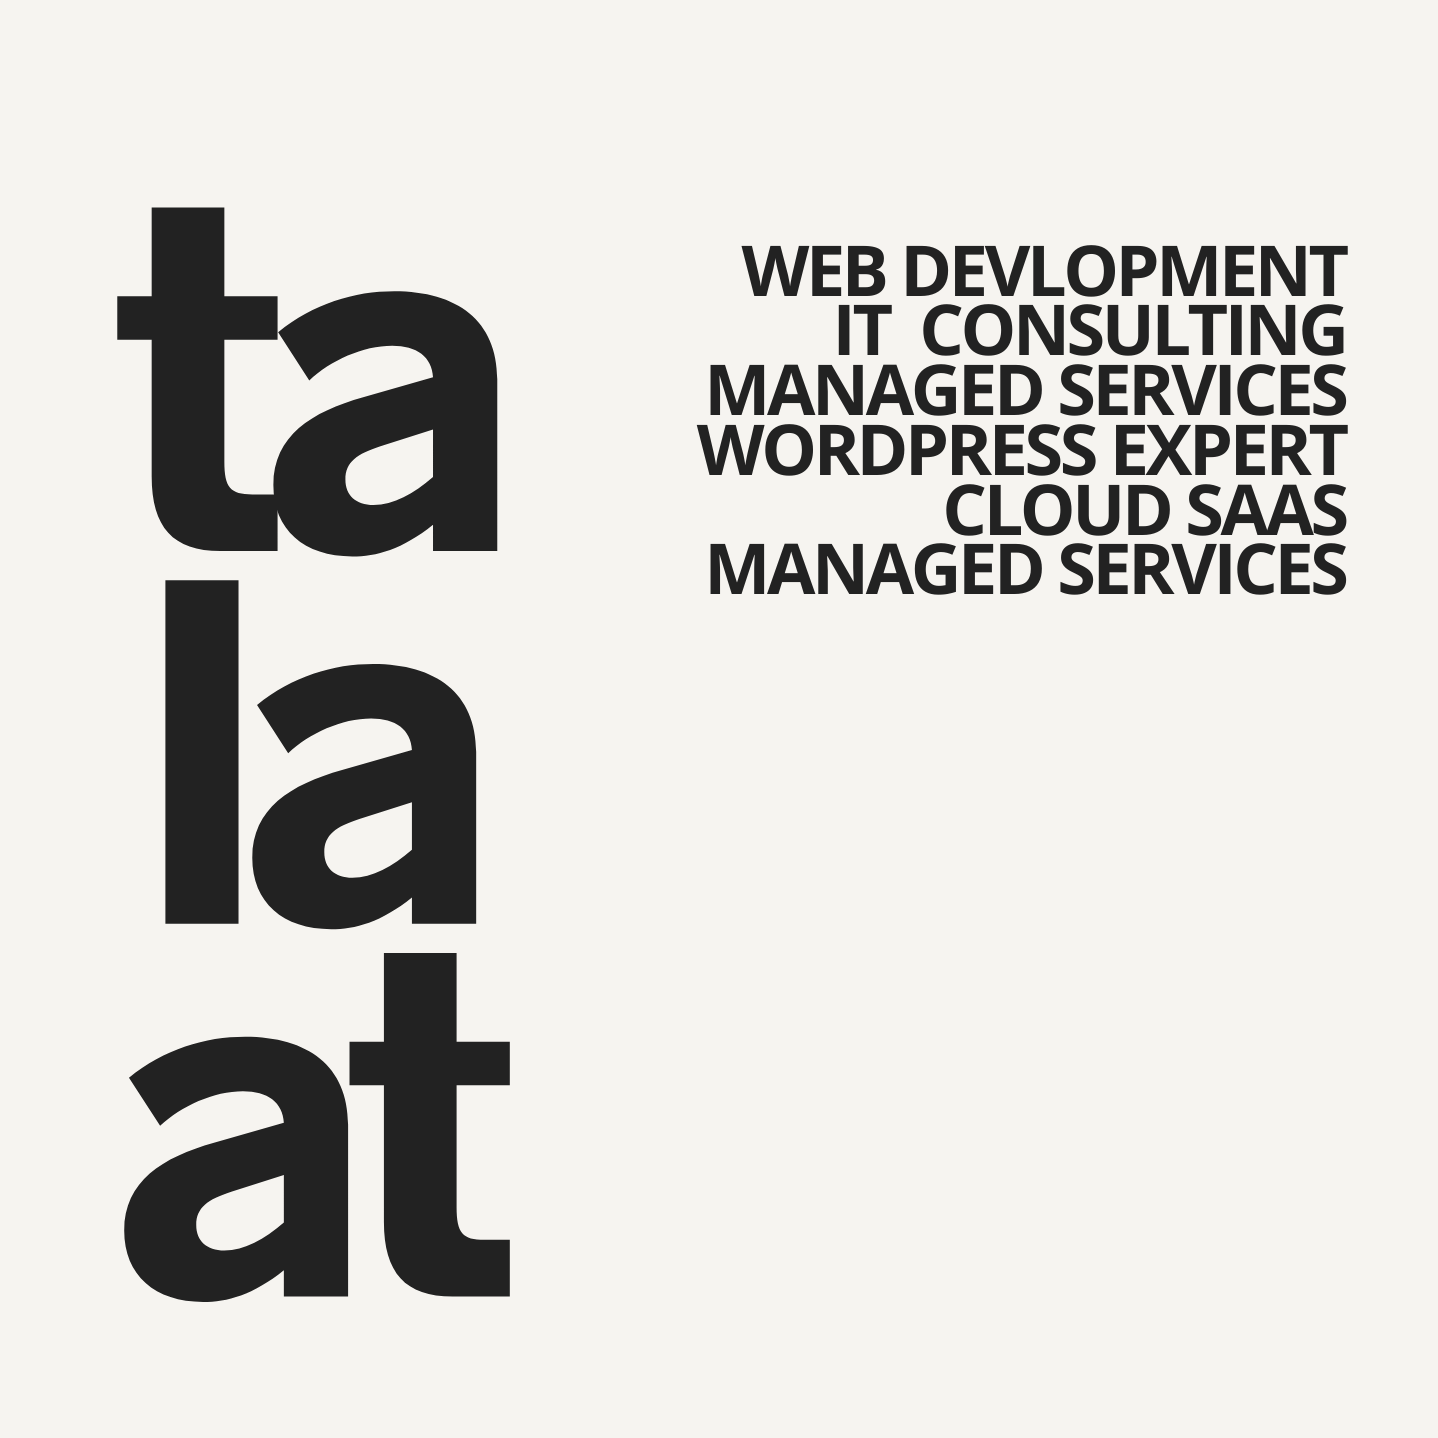 ta
la
at
WEB DEVLOPMENT
IT  CONSULTING
MANAGED SERVICES
WORDPRESS EXPERT
CLOUD SAAS
MANAGED SERVICES